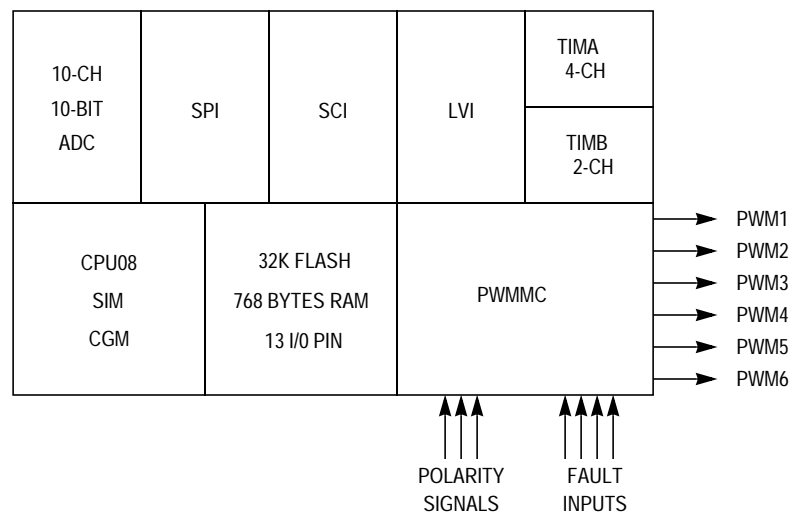 10-CH
10-BIT
ADC
SPI
SCI
LVI
TIMA
4-CH
TIMB
2-CH
CPU08
SIM
CGM
32K FLASH
768 BYTES RAM
13 I/0 PIN
PWMMC
PWM1
PWM2
PWM3
PWM4
PWM5
PWM6
POLARITY
SIGNALS
FAULT
INPUTS